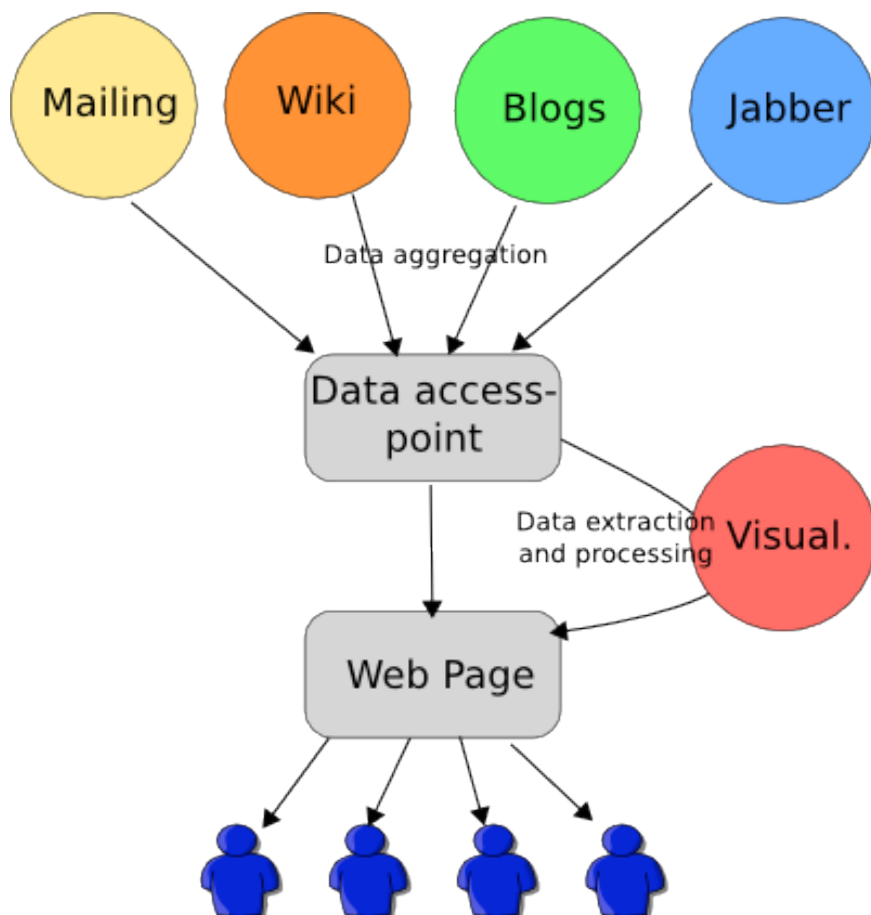 Mailing
Wiki
Blogs
Jabber
Data aggregation
Data access-
point
Data extraction
and processing
Visual.
Web Page